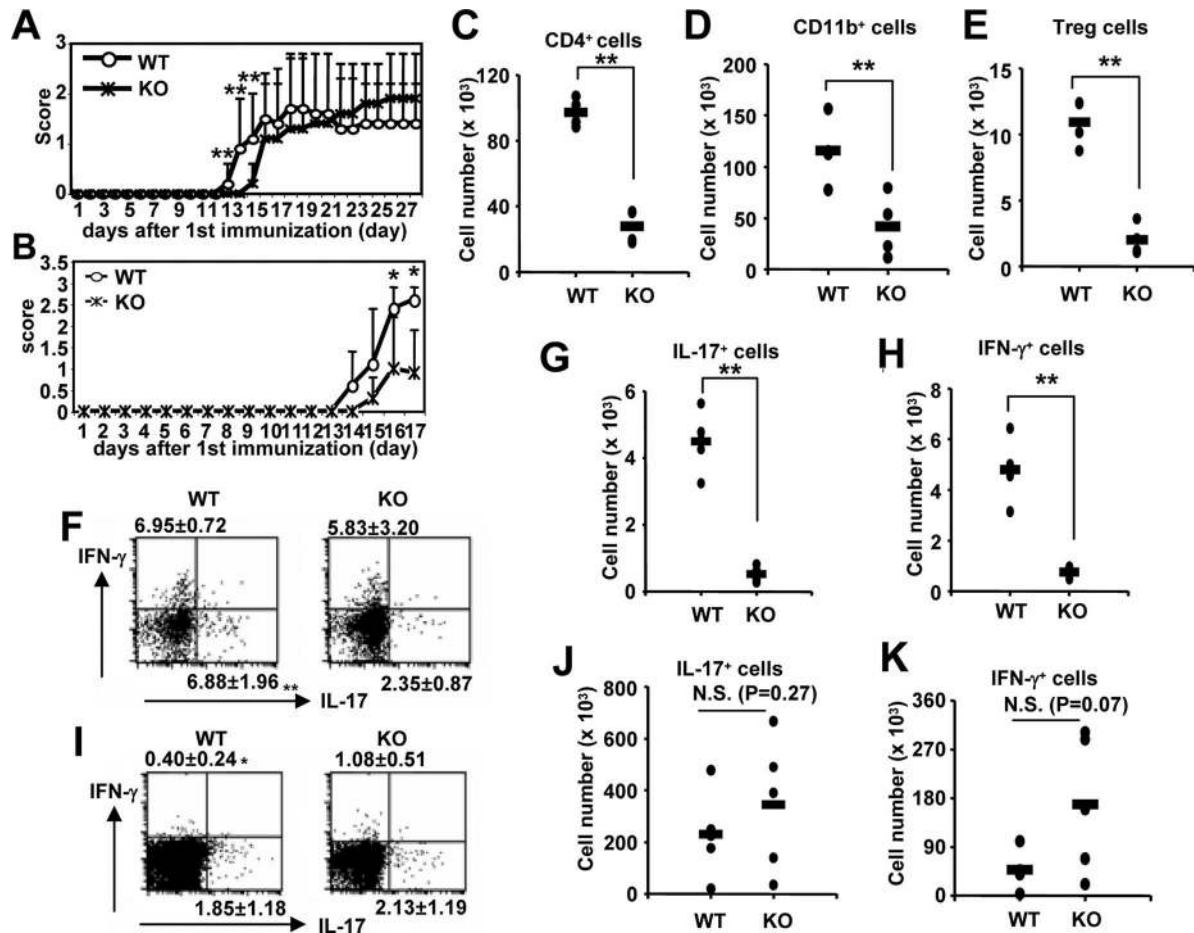 A
3
2
1
0
Score
WT
KO
**
**
**
1 3 5 7 9 11 13 15 17 19 21 23 25 27
days after 1st immunization (day)
B
3.5
3
2.5
2
1.5
1
0.5
0
score
WT
KO
* *
1 2 3 4 5 6 7 8 9 10 11 12 13 14 15 16 17
days after 1st immunization (day)
C
CD4+ cells
**
Cell number (x 10³)
120
80
40
0
WT KO
D
CD11b+ cells
**
Cell number (x 10³)
200
150
100
50
0
WT KO
E
Treg cells
**
Cell number (x 10³)
15
10
5
0
WT KO
F
WT KO
6.95±0.72 5.83±3.20
IFN-γ
6.88±1.96 ** 2.35±0.87
IL-17
G
IL-17+ cells
**
Cell number (x 10³)
6
4
2
0
WT KO
H
IFN-γ+ cells
**
Cell number (x 10³)
8
6
4
2
0
WT KO
I
WT KO
0.40±0.24 * 1.08±0.51
IFN-γ
1.85±1.18 2.13±1.19
IL-17
J
IL-17+ cells
N.S. (P=0.27)
Cell number (x 10³)
800
600
400
200
0
WT KO
K
IFN-γ+ cells
N.S. (P=0.07)
Cell number (x 10³)
360
270
180
90
0
WT KO